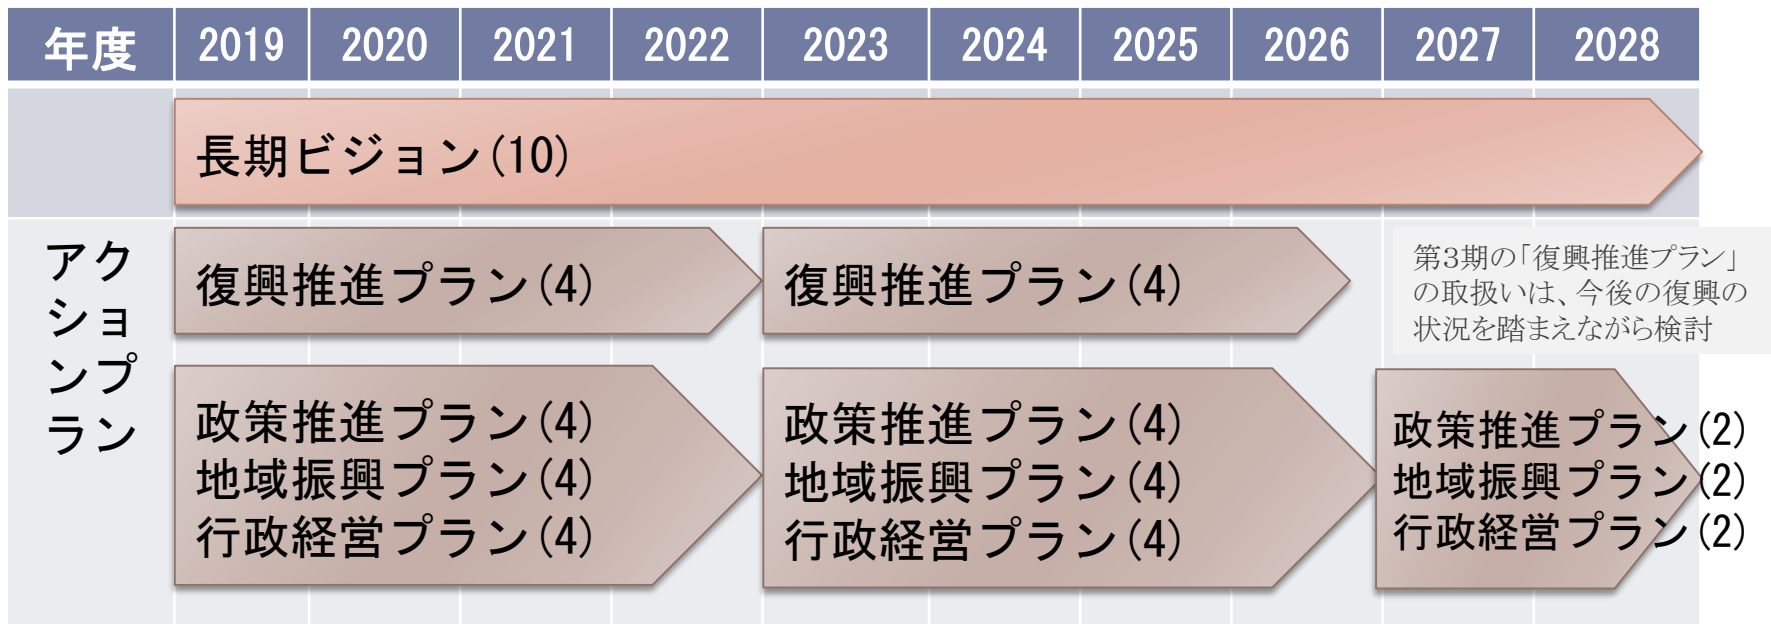 年度 2019 2020 2021 2022 2023 2024 2025 2026 2027 2028
長期ビジョン(10)
アク
ショ
ンプ
ラン
復興推進プラン(4)
復興推進プラン(4)
第3期の「復興推進プラン」
の取扱いは、今後の復興の
状況を踏まえながら検討
政策推進プラン(4)
地域振興プラン(4)
行政経営プラン(4)
政策推進プラン(4)
地域振興プラン(4)
行政経営プラン(4)
政策推進プラン(2)
地域振興プラン(2)
行政経営プラン(2)